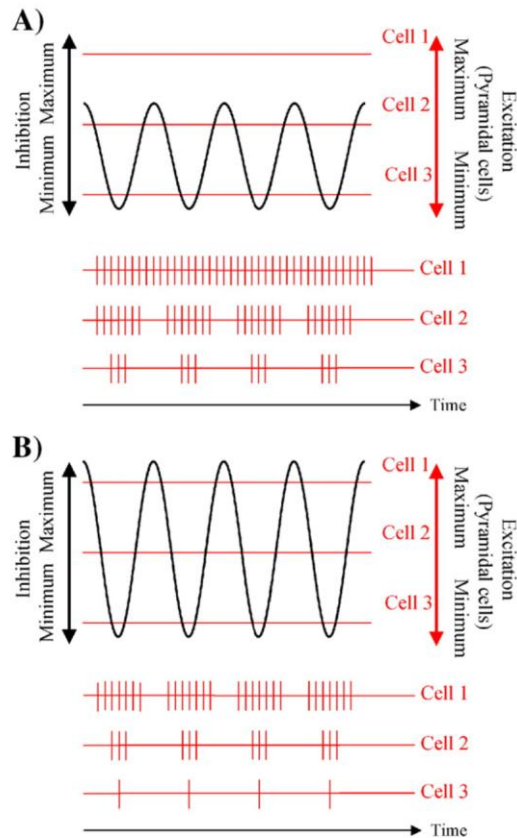 A)
Inhibition
Minimum Maximum
Cell 1
Cell 2
Cell 3
Excitation
(Pyramidal cells)
Maximum Minimum
Cell 1
Cell 2
Cell 3
Time
B)
Inhibition
Minimum Maximum
Cell 1
Cell 2
Cell 3
Excitation
(Pyramidal cells)
Maximum Minimum
Cell 1
Cell 2
Cell 3
Time